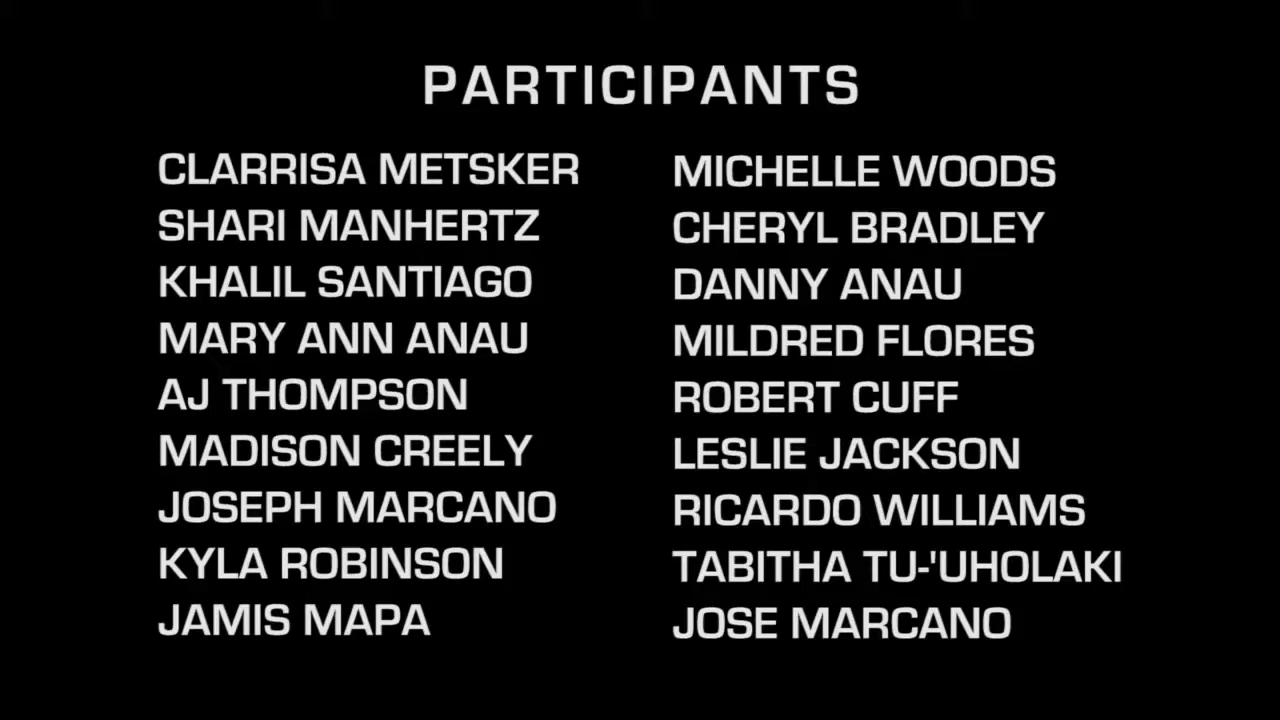 PARTICIPANTS
CLARRISA METSKER
SHARI MANHERTZ
KHALIL SANTIAGO
MARY ANN ANAU
AJ THOMPSON
MADISON CREELY
JOSEPH MARCANO
KYLA ROBINSON
JAMIS MAPA
MICHELLE WOODS
CHERYL BRADLEY
DANNY ANAU
MILDRED FLORES
ROBERT CUFF
LESLIE JACKSON
RICARDO WILLIAMS
TABITHA TU-'UHOLAKI
JOSE MARCANO